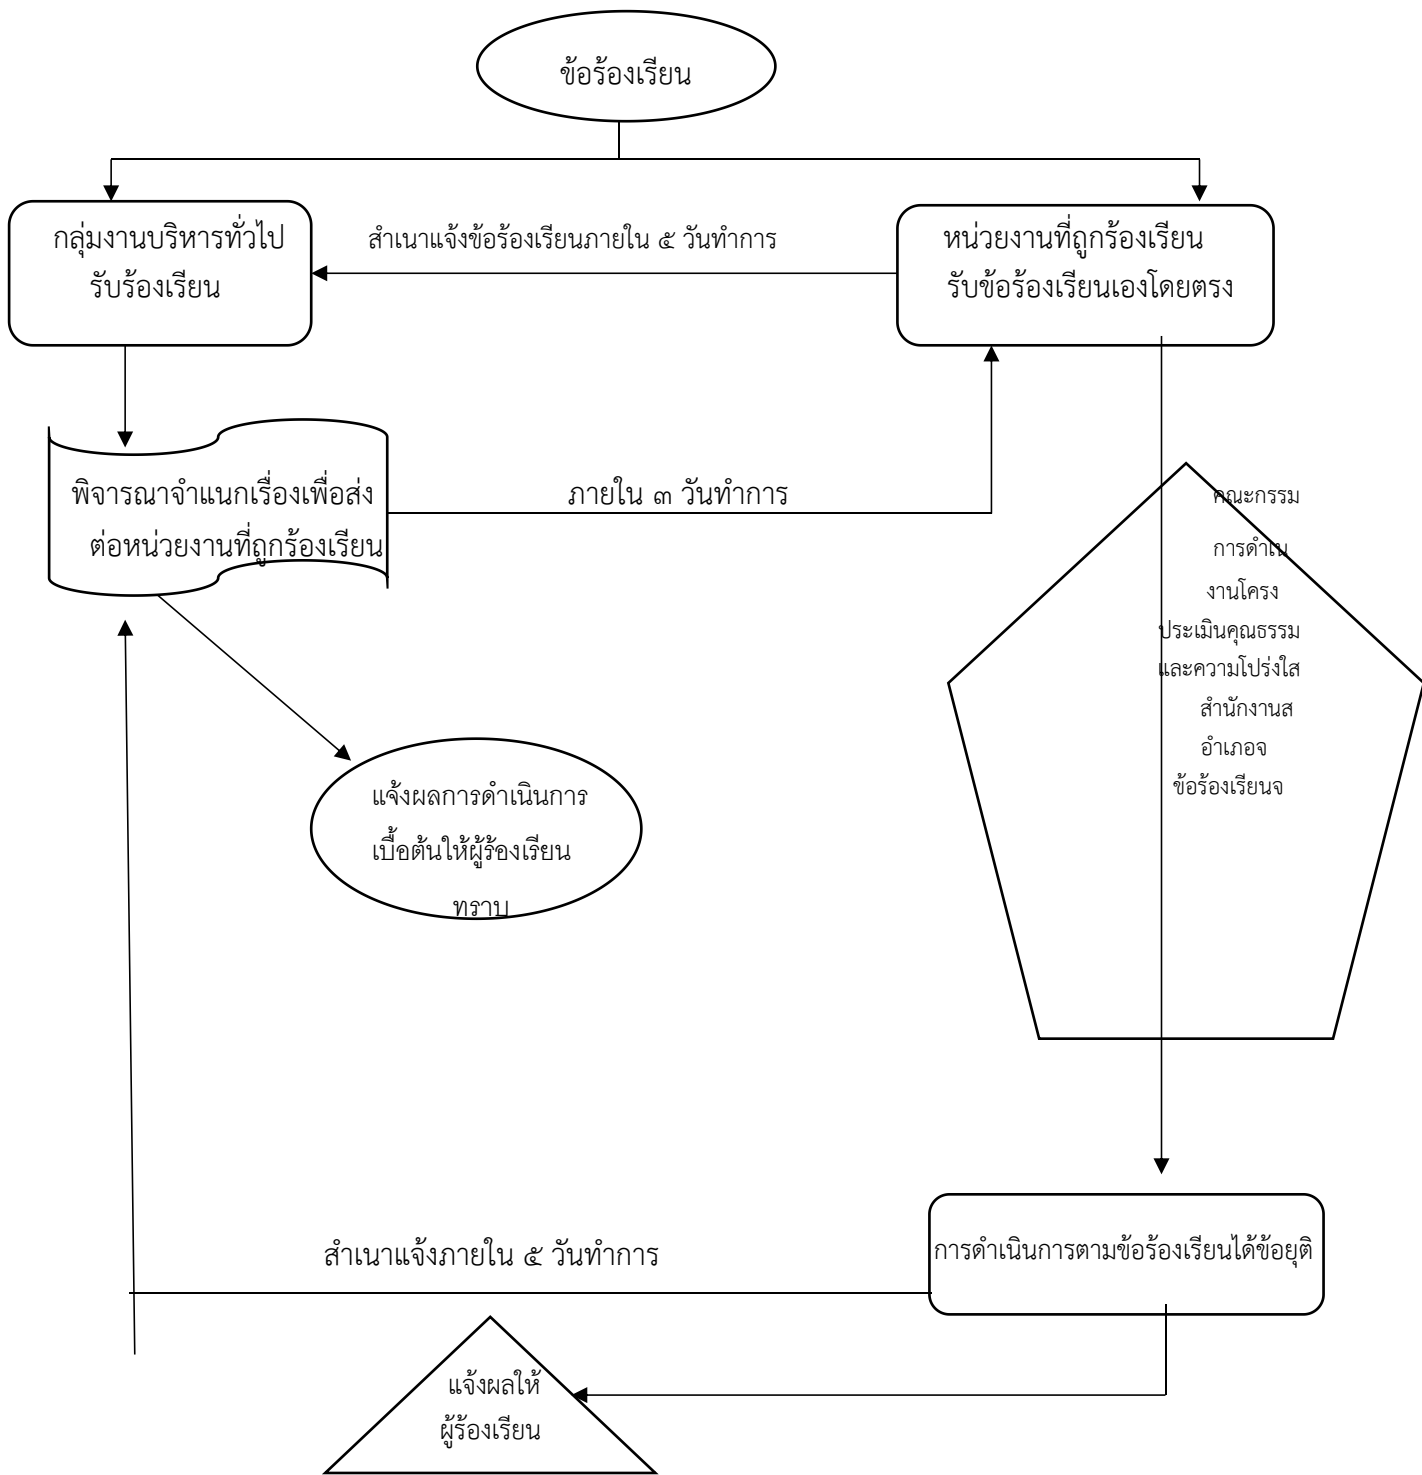 ข้อร้องเรียน
กลุ่มงานบริหารทั่วไป
รับร้องเรียน
สำเนาแจ้งข้อร้องเรียนภายใน ๕ วันทำการ
หน่วยงานที่ถูกร้องเรียน
รับข้อร้องเรียนเองโดยตรง
พิจารณาจำแนกเรื่องเพื่อส่ง
ต่อหน่วยงานที่ถูกร้องเรียน
ภายใน ๓ วันทำการ
คณะกรรม
การดำเน
งานโครง
ประเมินคุณธรรม
และความโปร่งใส
สำนักงานส
อำเภอจ
ข้อร้องเรียนจ
แจ้งผลการดำเนินการ
เบื้อต้นให้ผู้ร้องเรียน
ทราบ
การดำเนินการตามข้อร้องเรียนได้ข้อยุติ
สำเนาแจ้งภายใน ๕ วันทำการ
แจ้งผลให้
ผู้ร้องเรียน